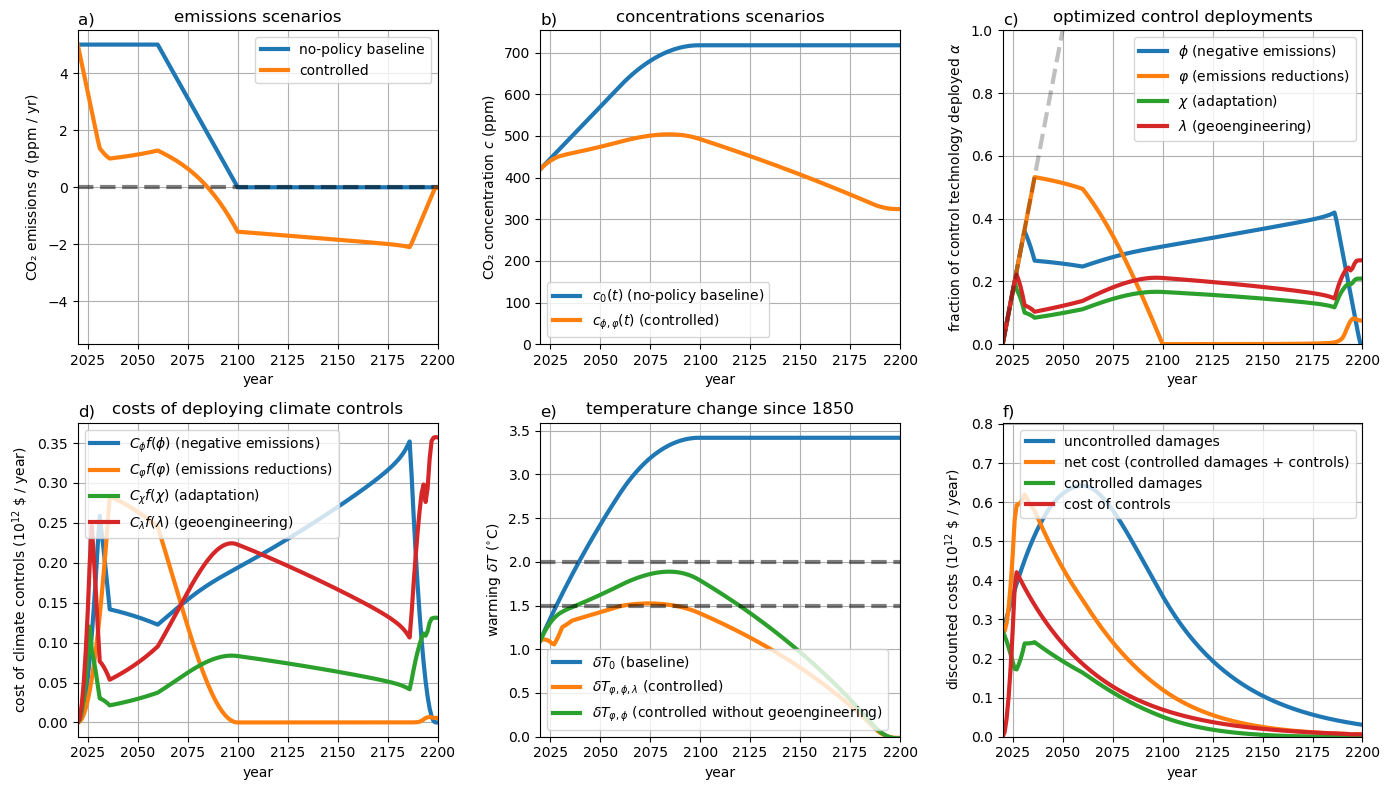 a) emissions scenarios
no-policy baseline
controlled
CO₂ emissions q (ppm / yr)
4
2
0
−2
−4
2025 2050 2075 2100 2125 2150 2175 2200
year
b) concentrations scenarios
CO₂ concentration c (ppm)
700
600
500
400
300
200
100
0
c₀(t) (no-policy baseline)
c_{ϕ,φ}(t) (controlled)
2025 2050 2075 2100 2125 2150 2175 2200
year
c) optimized control deployments
ϕ (negative emissions)
φ (emissions reductions)
χ (adaptation)
λ (geoengineering)
fraction of control technology deployed α
1.0
0.8
0.6
0.4
0.2
0.0
2025 2050 2075 2100 2125 2150 2175 2200
year
d) costs of deploying climate controls
C_ϕ f(ϕ) (negative emissions)
C_φ f(φ) (emissions reductions)
C_χ f(χ) (adaptation)
C_λ f(λ) (geoengineering)
cost of climate controls (10¹² $ / year)
0.35
0.30
0.25
0.20
0.15
0.10
0.05
0.00
2025 2050 2075 2100 2125 2150 2175 2200
year
e) temperature change since 1850
warming δT (°C)
3.5
3.0
2.5
2.0
1.5
1.0
0.5
0.0
δT₀ (baseline)
δT_{φ,ϕ,λ} (controlled)
δT_{φ,ϕ} (controlled without geoengineering)
2025 2050 2075 2100 2125 2150 2175 2200
year
f)
uncontrolled damages
net cost (controlled damages + controls)
controlled damages
cost of controls
discounted costs (10¹² $ / year)
0.8
0.7
0.6
0.5
0.4
0.3
0.2
0.1
0.0
2025 2050 2075 2100 2125 2150 2175 2200
year